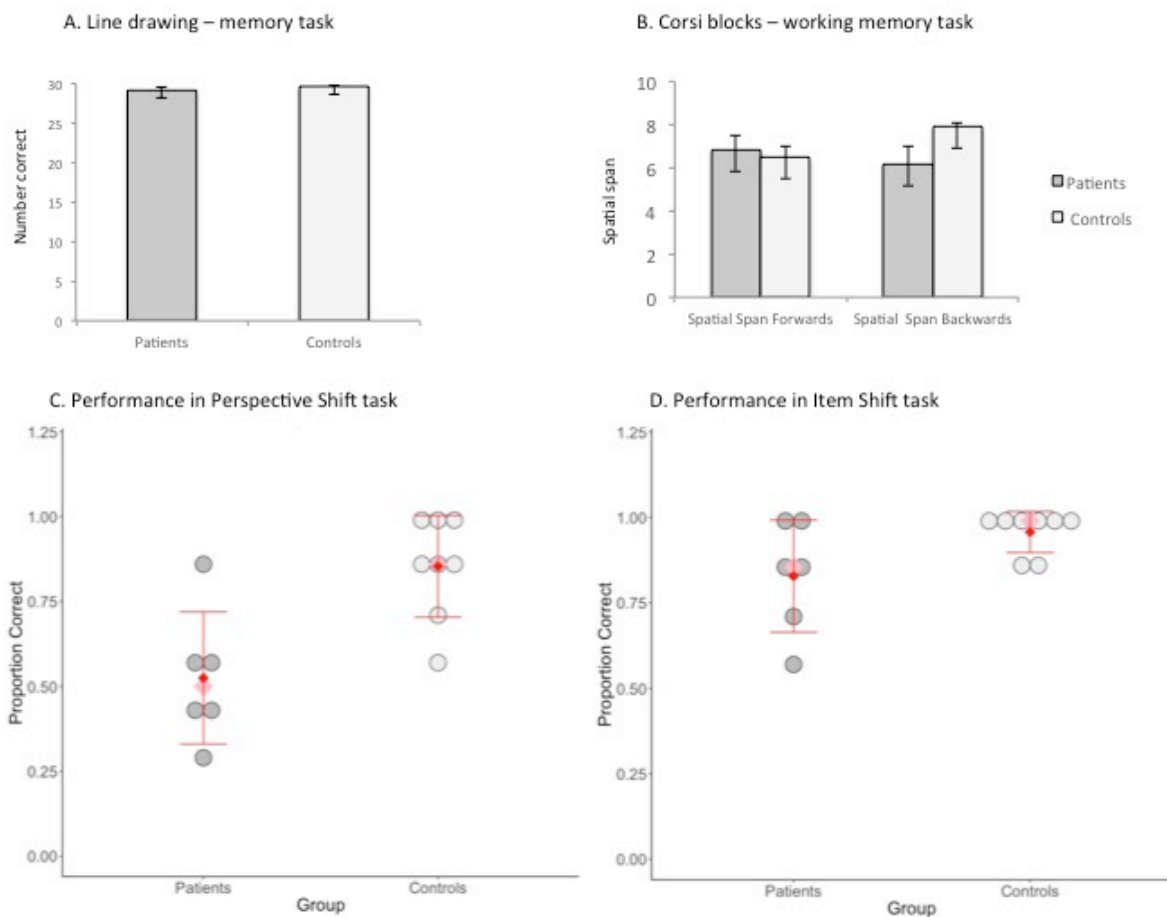 A. Line drawing – memory task
Number correct
30
25
20
15
10
5
0
Patients
Controls
B. Corsi blocks – working memory task
Spatial span
10
8
6
4
2
0
Spatial Span Forwards
Spatial Span Backwards
Patients
Controls
C. Performance in Perspective Shift task
Proportion Correct
1.25
1.00
0.75
0.50
0.25
0.00
Patients
Controls
Group
D. Performance in Item Shift task
Proportion Correct
1.25
1.00
0.75
0.50
0.25
0.00
Patients
Controls
Group